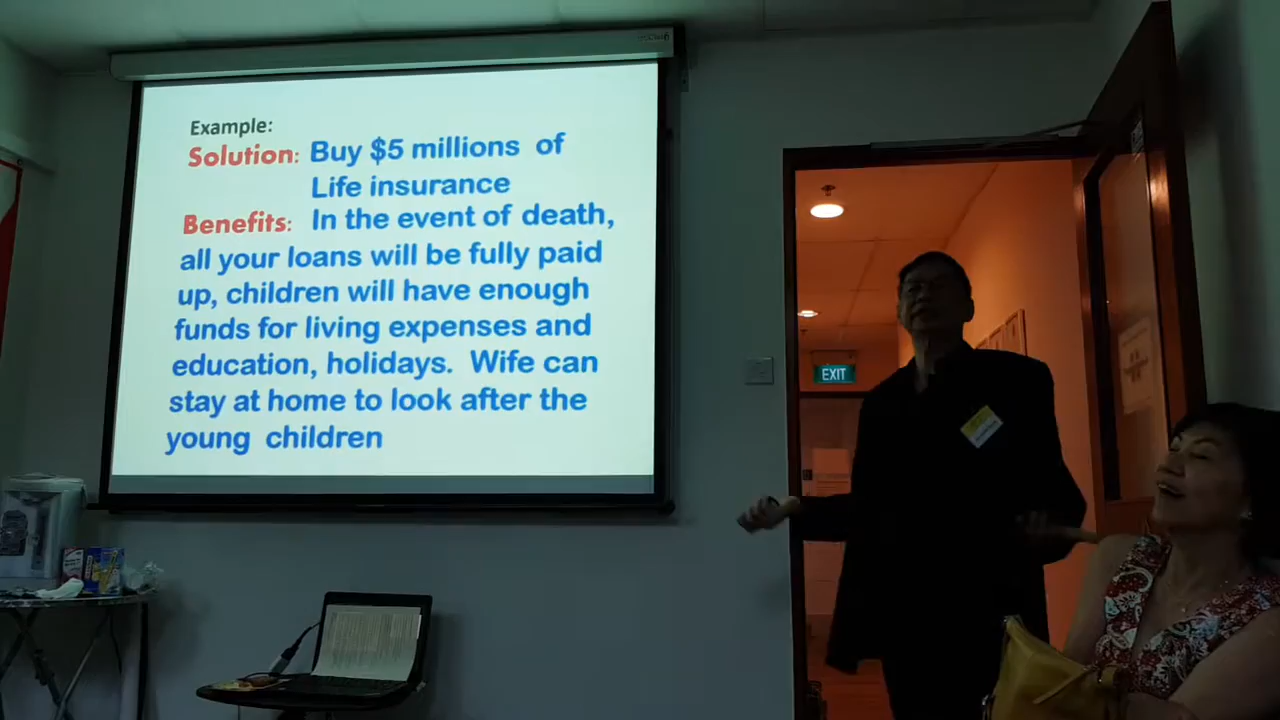 Example:
Solution: Buy $5 millions of
Life insurance
Benefits: In the event of death,
all your loans will be fully paid
up, children will have enough
funds for living expenses and
education, holidays. Wife can
stay at home to look after the
young children
EXIT